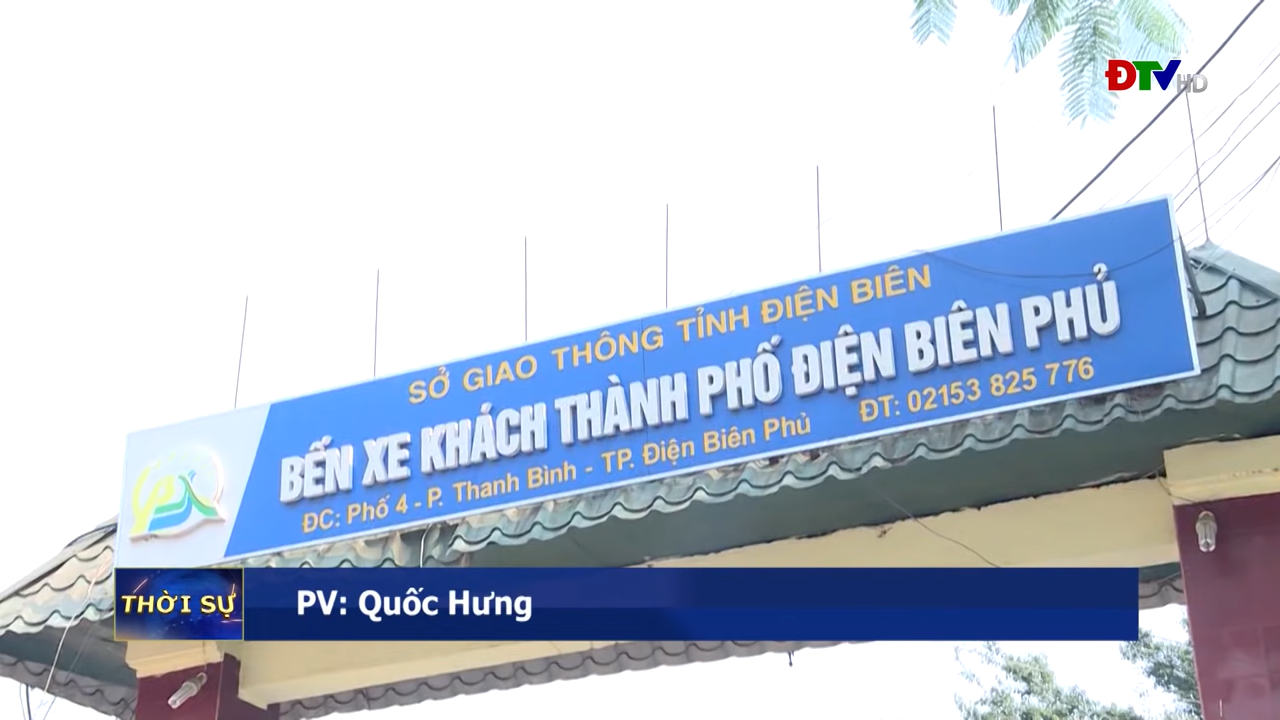 ĐTV HD
SỞ GIAO THÔNG TỈNH ĐIỆN BIÊN
BẾN XE KHÁCH THÀNH PHỐ ĐIỆN BIÊN PHỦ
ĐC: Phố 4 - P. Thanh Bình - TP. Điện Biên Phủ ĐT: 02153 825 776
THỜI SỰ
PV: Quốc Hưng